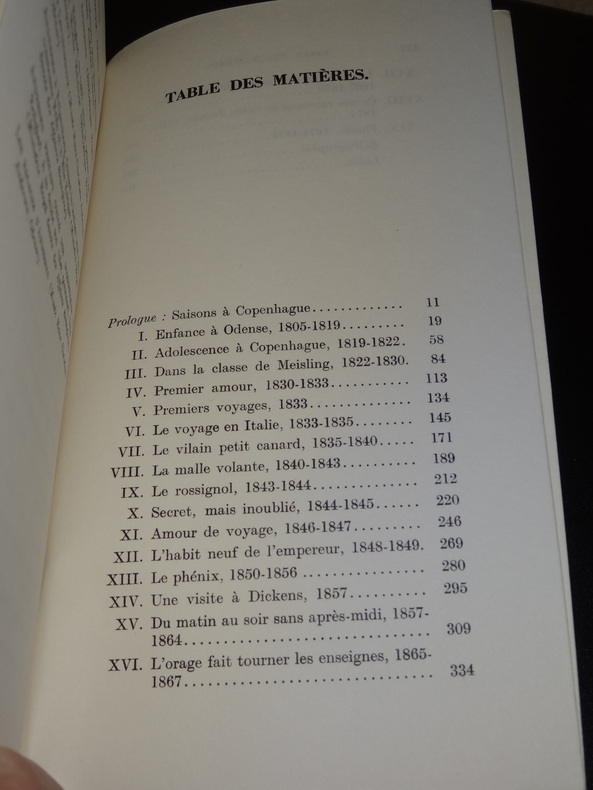 TABLE DES MATIÈRES.
Prologue : Saisons à Copenhague............. 11
I. Enfance à Odense, 1805-1819......... 19
II. Adolescence à Copenhague, 1819-1822. 58
III. Dans la classe de Meisling, 1822-1830. 84
IV. Premier amour, 1830-1833........... 113
V. Premiers voyages, 1833.............. 134
VI. Le voyage en Italie, 1833-1835........ 145
VII. Le vilain petit canard, 1835-1840..... 171
VIII. La malle volante, 1840-1843.......... 189
IX. Le rossignol, 1843-1844.............. 212
X. Secret, mais inoublié, 1844-1845...... 220
XI. Amour de voyage, 1846-1847......... 246
XII. L'habit neuf de l'empereur, 1848-1849. 269
XIII. Le phénix, 1850-1856 ................ 280
XIV. Une visite à Dickens, 1857.......... 295
XV. Du matin au soir sans après-midi, 1857-
1864................................ 309
XVI. L'orage fait tourner les enseignes, 1865-
1867................................ 334